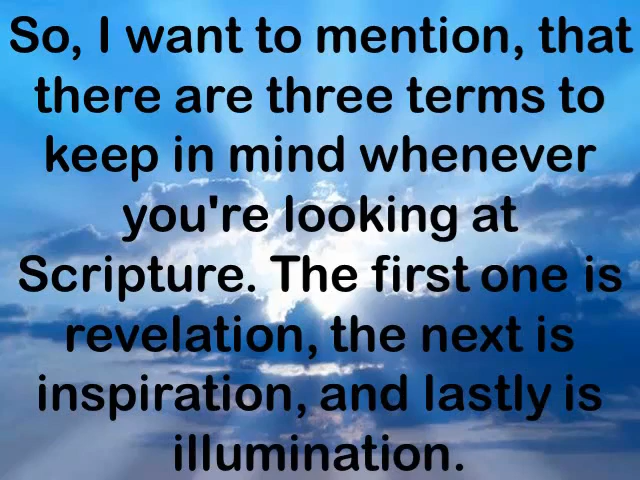 So, I want to mention, that
there are three terms to
keep in mind whenever
you're looking at
Scripture. The first one is
revelation, the next is
inspiration, and lastly is
illumination.